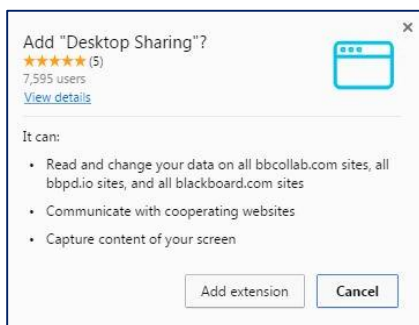 Add "Desktop Sharing"?
★★★★★ (5)
7,595 users
View details
It can:
• Read and change your data on all bbcollab.com sites, all
bbpd.io sites, and all blackboard.com sites
• Communicate with cooperating websites
• Capture content of your screen
Add extension Cancel